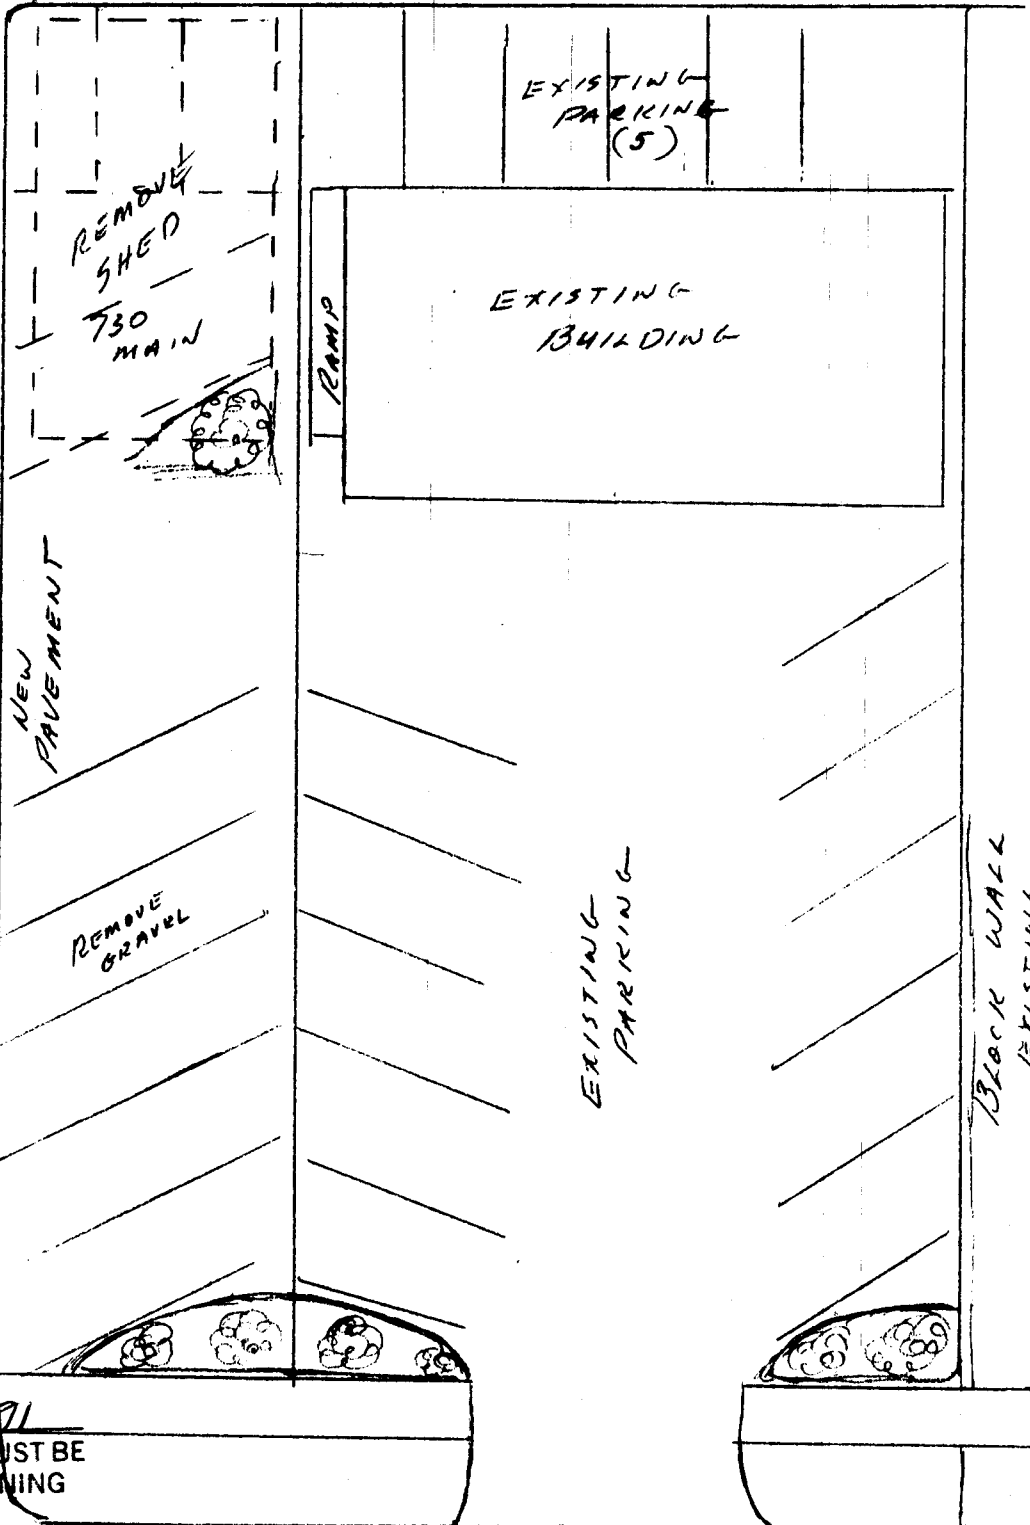 EXISTING
PARKING
(5)
REMOVE
SHED
730
MAIN
RAMP
EXISTING
BUILDING
NEW
PAVEMENT
REMOVE
GRAVEL
EXISTING
PARKING
BLOCK WALL
EXISTING
UST BE
NING